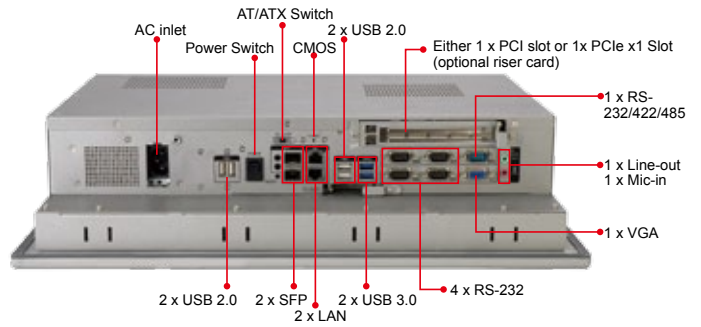 AT/ATX Switch
AC inlet
2 x USB 2.0
Power Switch
CMOS
Either 1 x PCI slot or 1x PCIe x1 Slot
(optional riser card)
1 x RS-
232/422/485
1 x Line-out
1 x Mic-in
1 x VGA
4 x RS-232
2 x USB 2.0
2 x SFP
2 x USB 3.0
2 x LAN